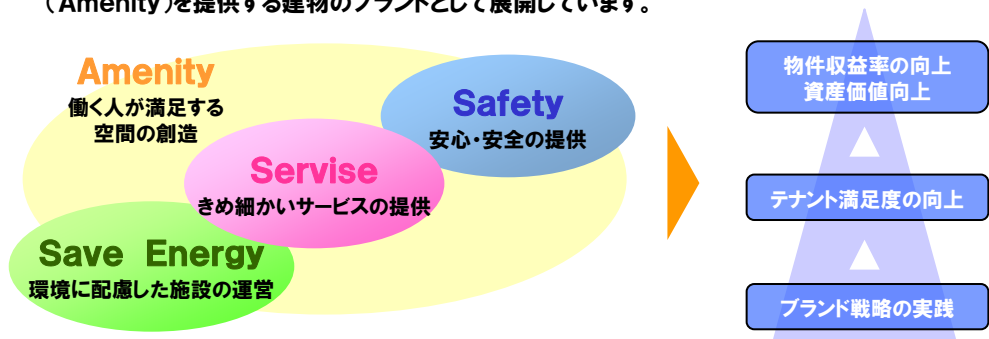 (Amenity)を提供する建物のブランドとして展開しています。
Amenity
働く人が満足する
空間の創造
Safety
安心・安全の提供
Servise
きめ細かいサービスの提供
Save Energy
環境に配慮した施設の運営
物件収益率の向上
資産価値向上
テナント満足度の向上
ブランド戦略の実践